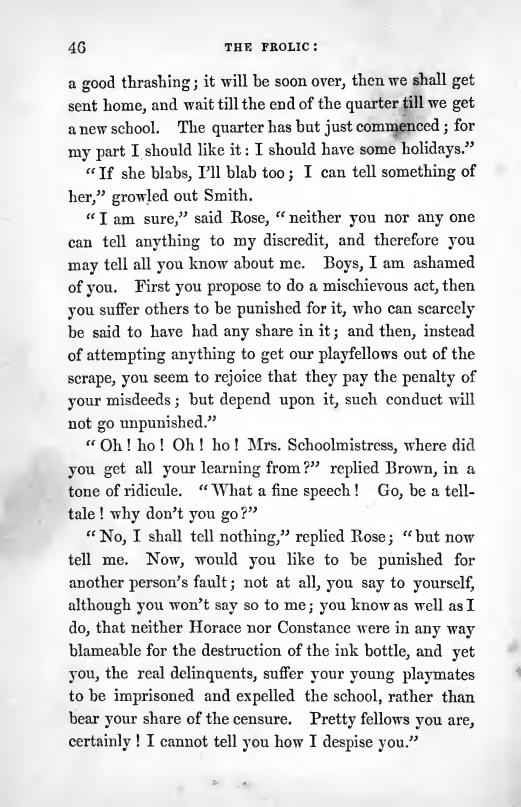 46 THE FROLIC:
a good thrashing; it will be soon over, then we shall get
sent home, and wait till the end of the quarter till we get
a new school. The quarter has but just commenced; for
my part I should like it: I should have some holidays.”
“If she blabs, I’ll blab too; I can tell something of
her,” growled out Smith.
“I am sure,” said Rose, “neither you nor any one
can tell anything to my discredit, and therefore you
may tell all you know about me. Boys, I am ashamed
of you. First you propose to do a mischievous act, then
you suffer others to be punished for it, who can scarcely
be said to have had any share in it; and then, instead
of attempting anything to get our playfellows out of the
scrape, you seem to rejoice that they pay the penalty of
your misdeeds; but depend upon it, such conduct will
not go unpunished.”
“Oh! ho! Oh! ho! Mrs. Schoolmistress, where did
you get all your learning from?” replied Brown, in a
tone of ridicule. “What a fine speech! Go, be a tell-
tale! why don’t you go?”
“No, I shall tell nothing,” replied Rose; “but now
tell me. Now, would you like to be punished for
another person’s fault; not at all, you say to yourself,
although you won’t say so to me; you know as well as I
do, that neither Horace nor Constance were in any way
blameable for the destruction of the ink bottle, and yet
you, the real delinquents, suffer your young playmates
to be imprisoned and expelled the school, rather than
bear your share of the censure. Pretty fellows you are,
certainly! I cannot tell you how I despise you.”